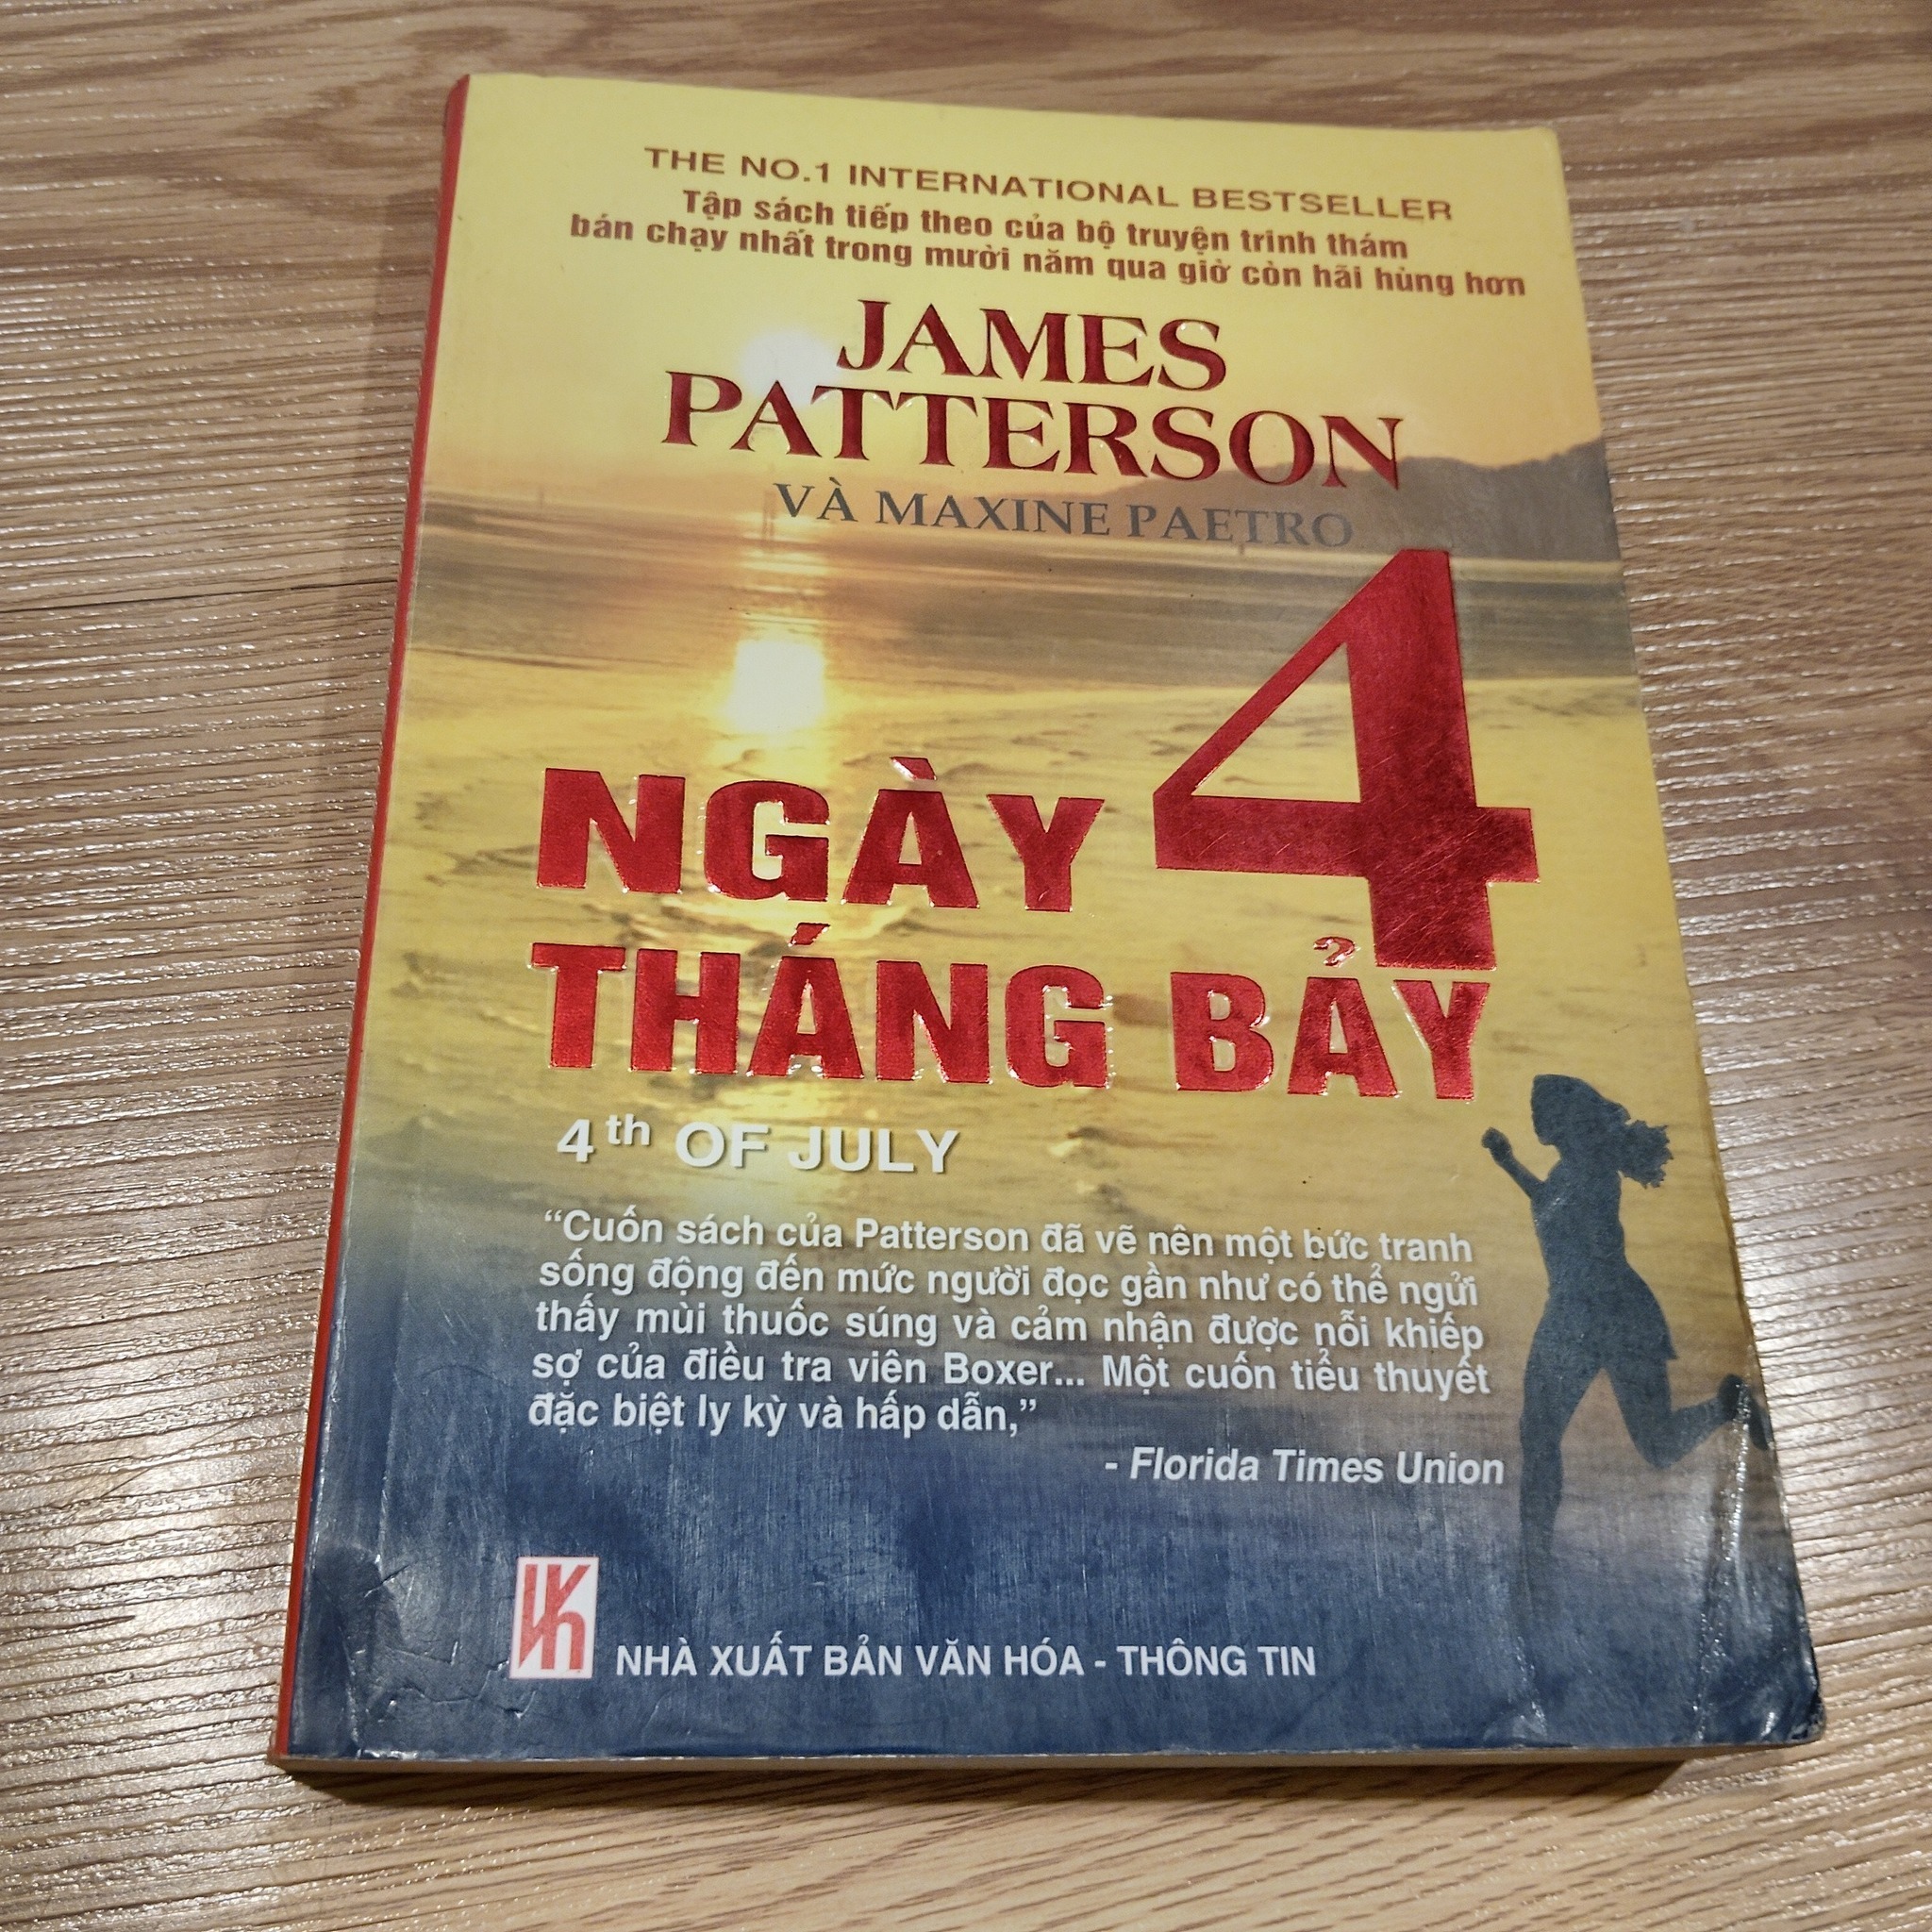 THE NO.1 INTERNATIONAL BESTSELLER
Tập sách tiếp theo của bộ truyện trinh thám
bán chạy nhất trong mười năm qua giờ còn hãi hùng hơn
JAMES
PATTERSON
VÀ MAXINE PAETRO
NGÀY 4
THÁNG BẢY
4th OF JULY
“Cuốn sách của Patterson đã vẽ nên một bức tranh
sống động đến mức người đọc gần như có thể ngửi
thấy mùi thuốc súng và cảm nhận được nỗi khiếp
sợ của điều tra viên Boxer... Một cuốn tiểu thuyết
đặc biệt ly kỳ và hấp dẫn,”
- Florida Times Union
NHÀ XUẤT BẢN VĂN HÓA - THÔNG TIN